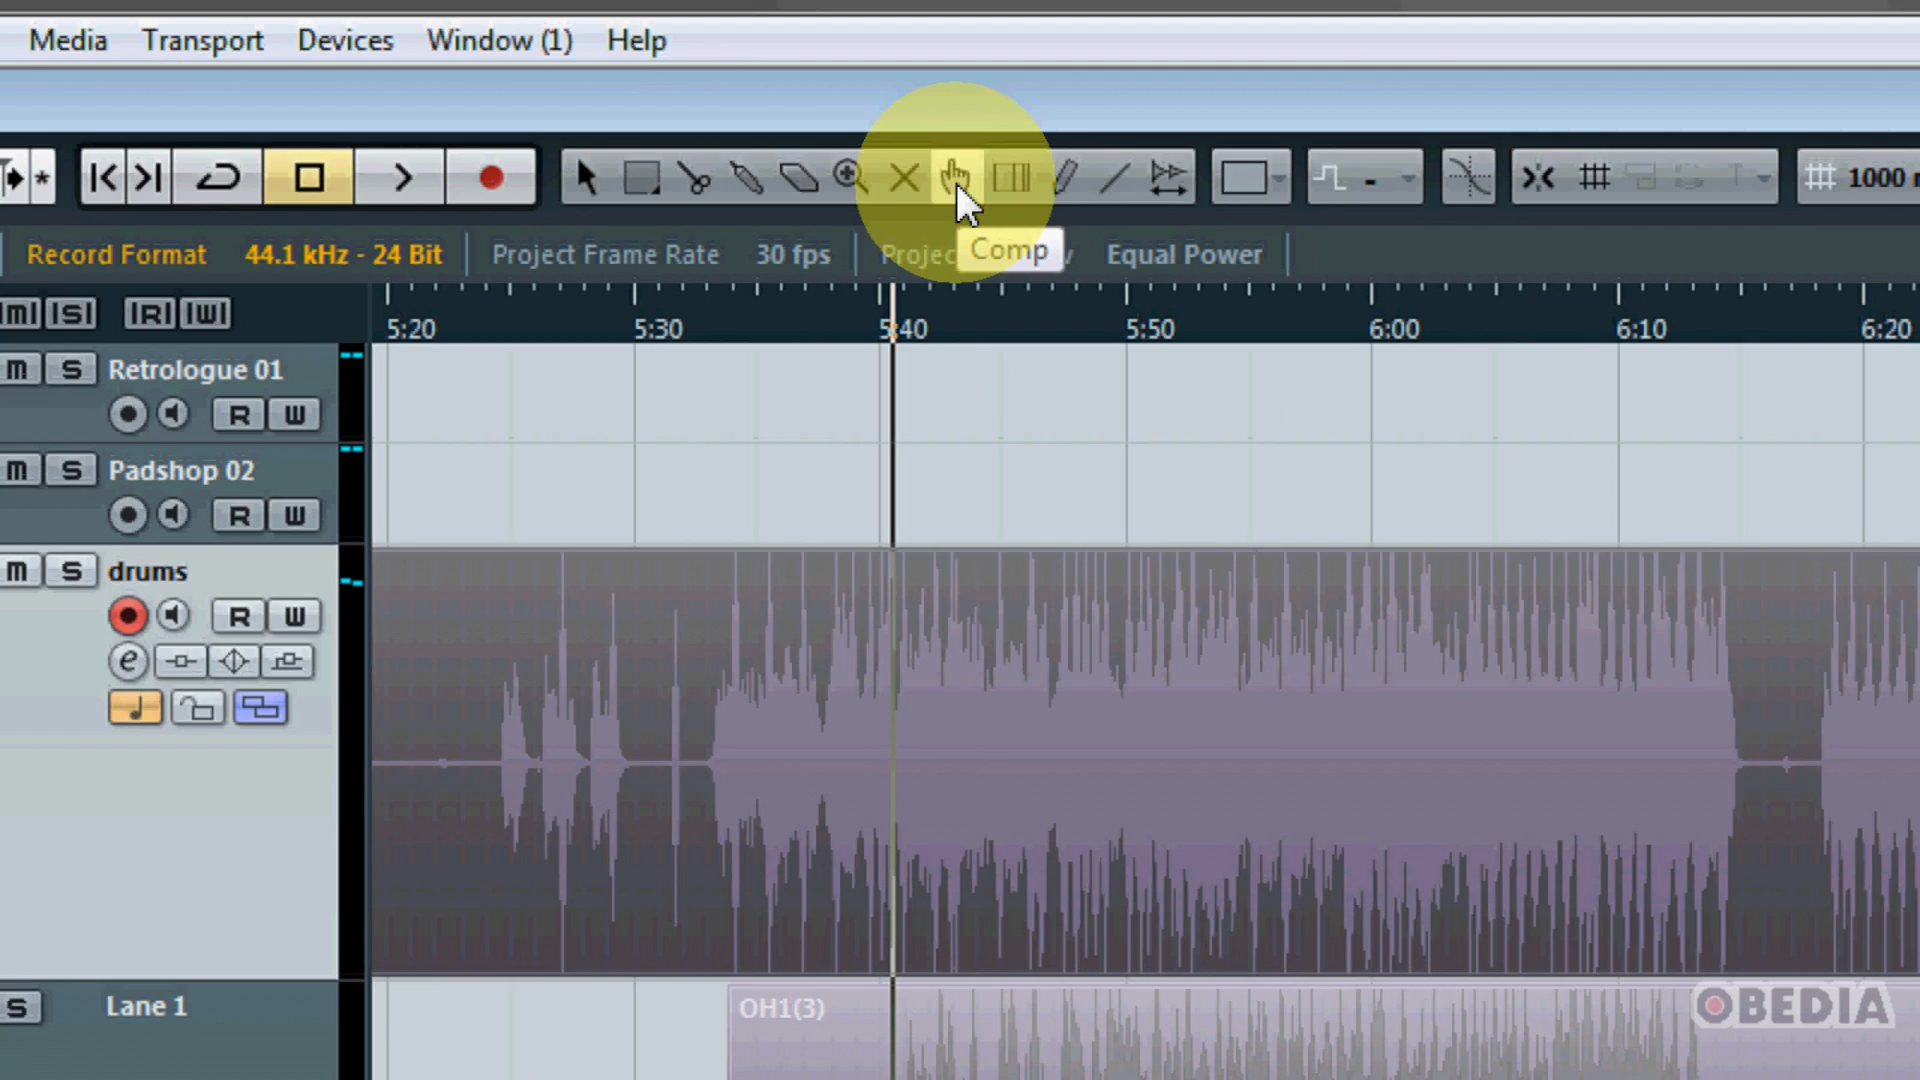 Media Transport Devices Window (1) Help
1000
Record Format 44.1 kHz - 24 Bit Project Frame Rate 30 fps Equal Power
Comp
m S R W
5:20 5:30 5:40 5:50 6:00 6:10 6:20
m S Retrologue 01
R W
m S Padshop 02
R W
m S drums
R W
e
S Lane 1
OH1(3)
OBEDIA